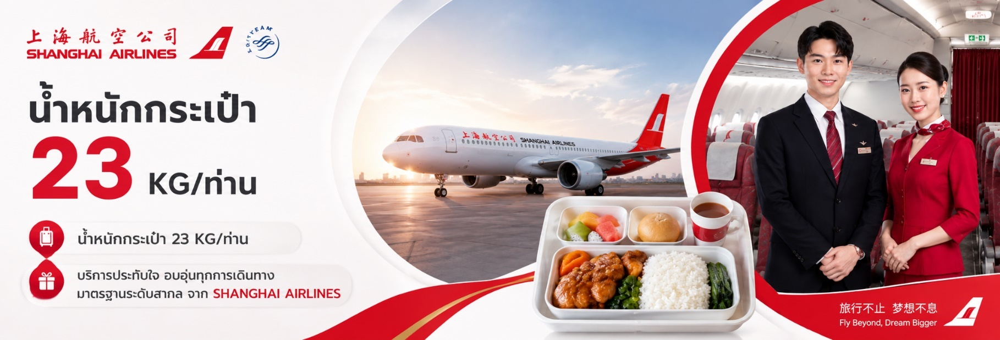 上海航空公司
SHANGHAI AIRLINES
SKYTEAM
น้ำหนักกระเป๋า
23 KG/ท่าน
น้ำหนักกระเป๋า 23 KG/ท่าน
บริการประทับใจ อบอุ่นทุกการเดินทาง
มาตรฐานระดับสากล จาก SHANGHAI AIRLINES
上海航空公司 SHANGHAI AIRLINES
旅行不止 梦想不息
Fly Beyond, Dream Bigger